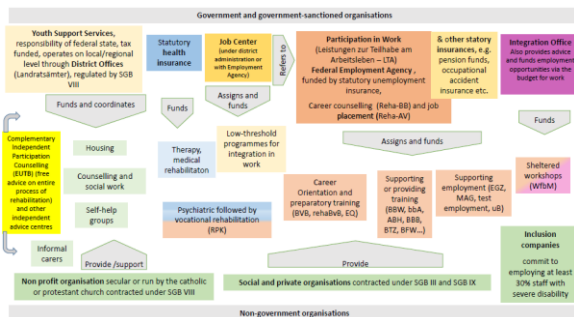 Government and government-sanctioned organisations
Youth Support Services,
responsibility of federal state, tax
funded, operates on local/regional
level through District Offices
(Landratsämter), regulated by SGB
VIII
Statutory
health
insurance
Job Center
(under district
administration or
with Employment
Agency)
Refers to
Participation in Work
(Leistungen zur Teilhabe am
Arbeitsleben – LTA)
Federal Employment Agency ,
funded by statutory unemployment
insurance,
Career counselling (Reha-BB) and job
placement (Reha-AV)
& other statory
insurances, e.g.
pension funds,
occupational
accident
insurance etc.
Integration Office
Also provides advice
and funds employment
opportunities via the
budget for work
Funds and coordinates
Funds
Assigns and
funds
Assigns and funds
Funds
Complementary
Independent
Participation
Counselling
(EUTB) (free
advice on entire
process of
rehabilitation)
and other
independent
advice centres
Housing
Counselling and
social work
Self-help
groups
Informal
carers
Therapy,
medical
rehabilitaton
Low-threshold
programmes for
integration in
work
Psychiatric followed by
vocational rehabilitation
(RPK)
Career
Orientation and
preparatory training
(BVB, rehaBvB, EQ)
Supporting
or providing
training
(BBW, bbA,
ABH, BBB,
BTZ, BFW...)
Supporting
employment (EGZ,
MAG, test
employment, uB)
Sheltered
workshops
(WfbM)
Provide /support
Provide
Non profit organisation secular or run by the catholic
or protestant church contracted under SGB VIII
Social and private organisations contracted under SGB III and SGB IX
Inclusion
companies
commit to
employing at least
30% staff with
severe disability
Non-government organisations